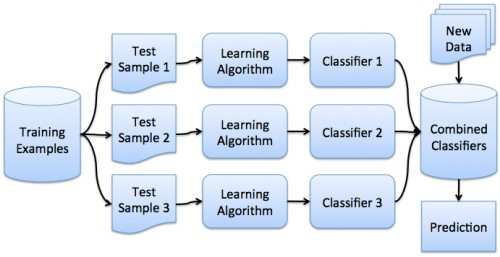 New
Data
Test
Sample 1
Learning
Algorithm
Classifier 1
Training
Examples
Test
Sample 2
Learning
Algorithm
Classifier 2
Combined
Classifiers
Test
Sample 3
Learning
Algorithm
Classifier 3
Prediction